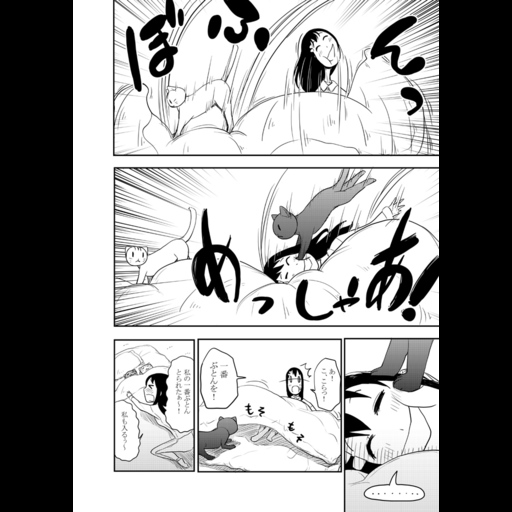 ぼふんっ
めっしゃあ!
・・・・・・
あ!
こ、こらっ!
一番
ぶとんを!
もそ
もそ
私の一番ぶとん
とられたぁ〜!
私も入る〜!